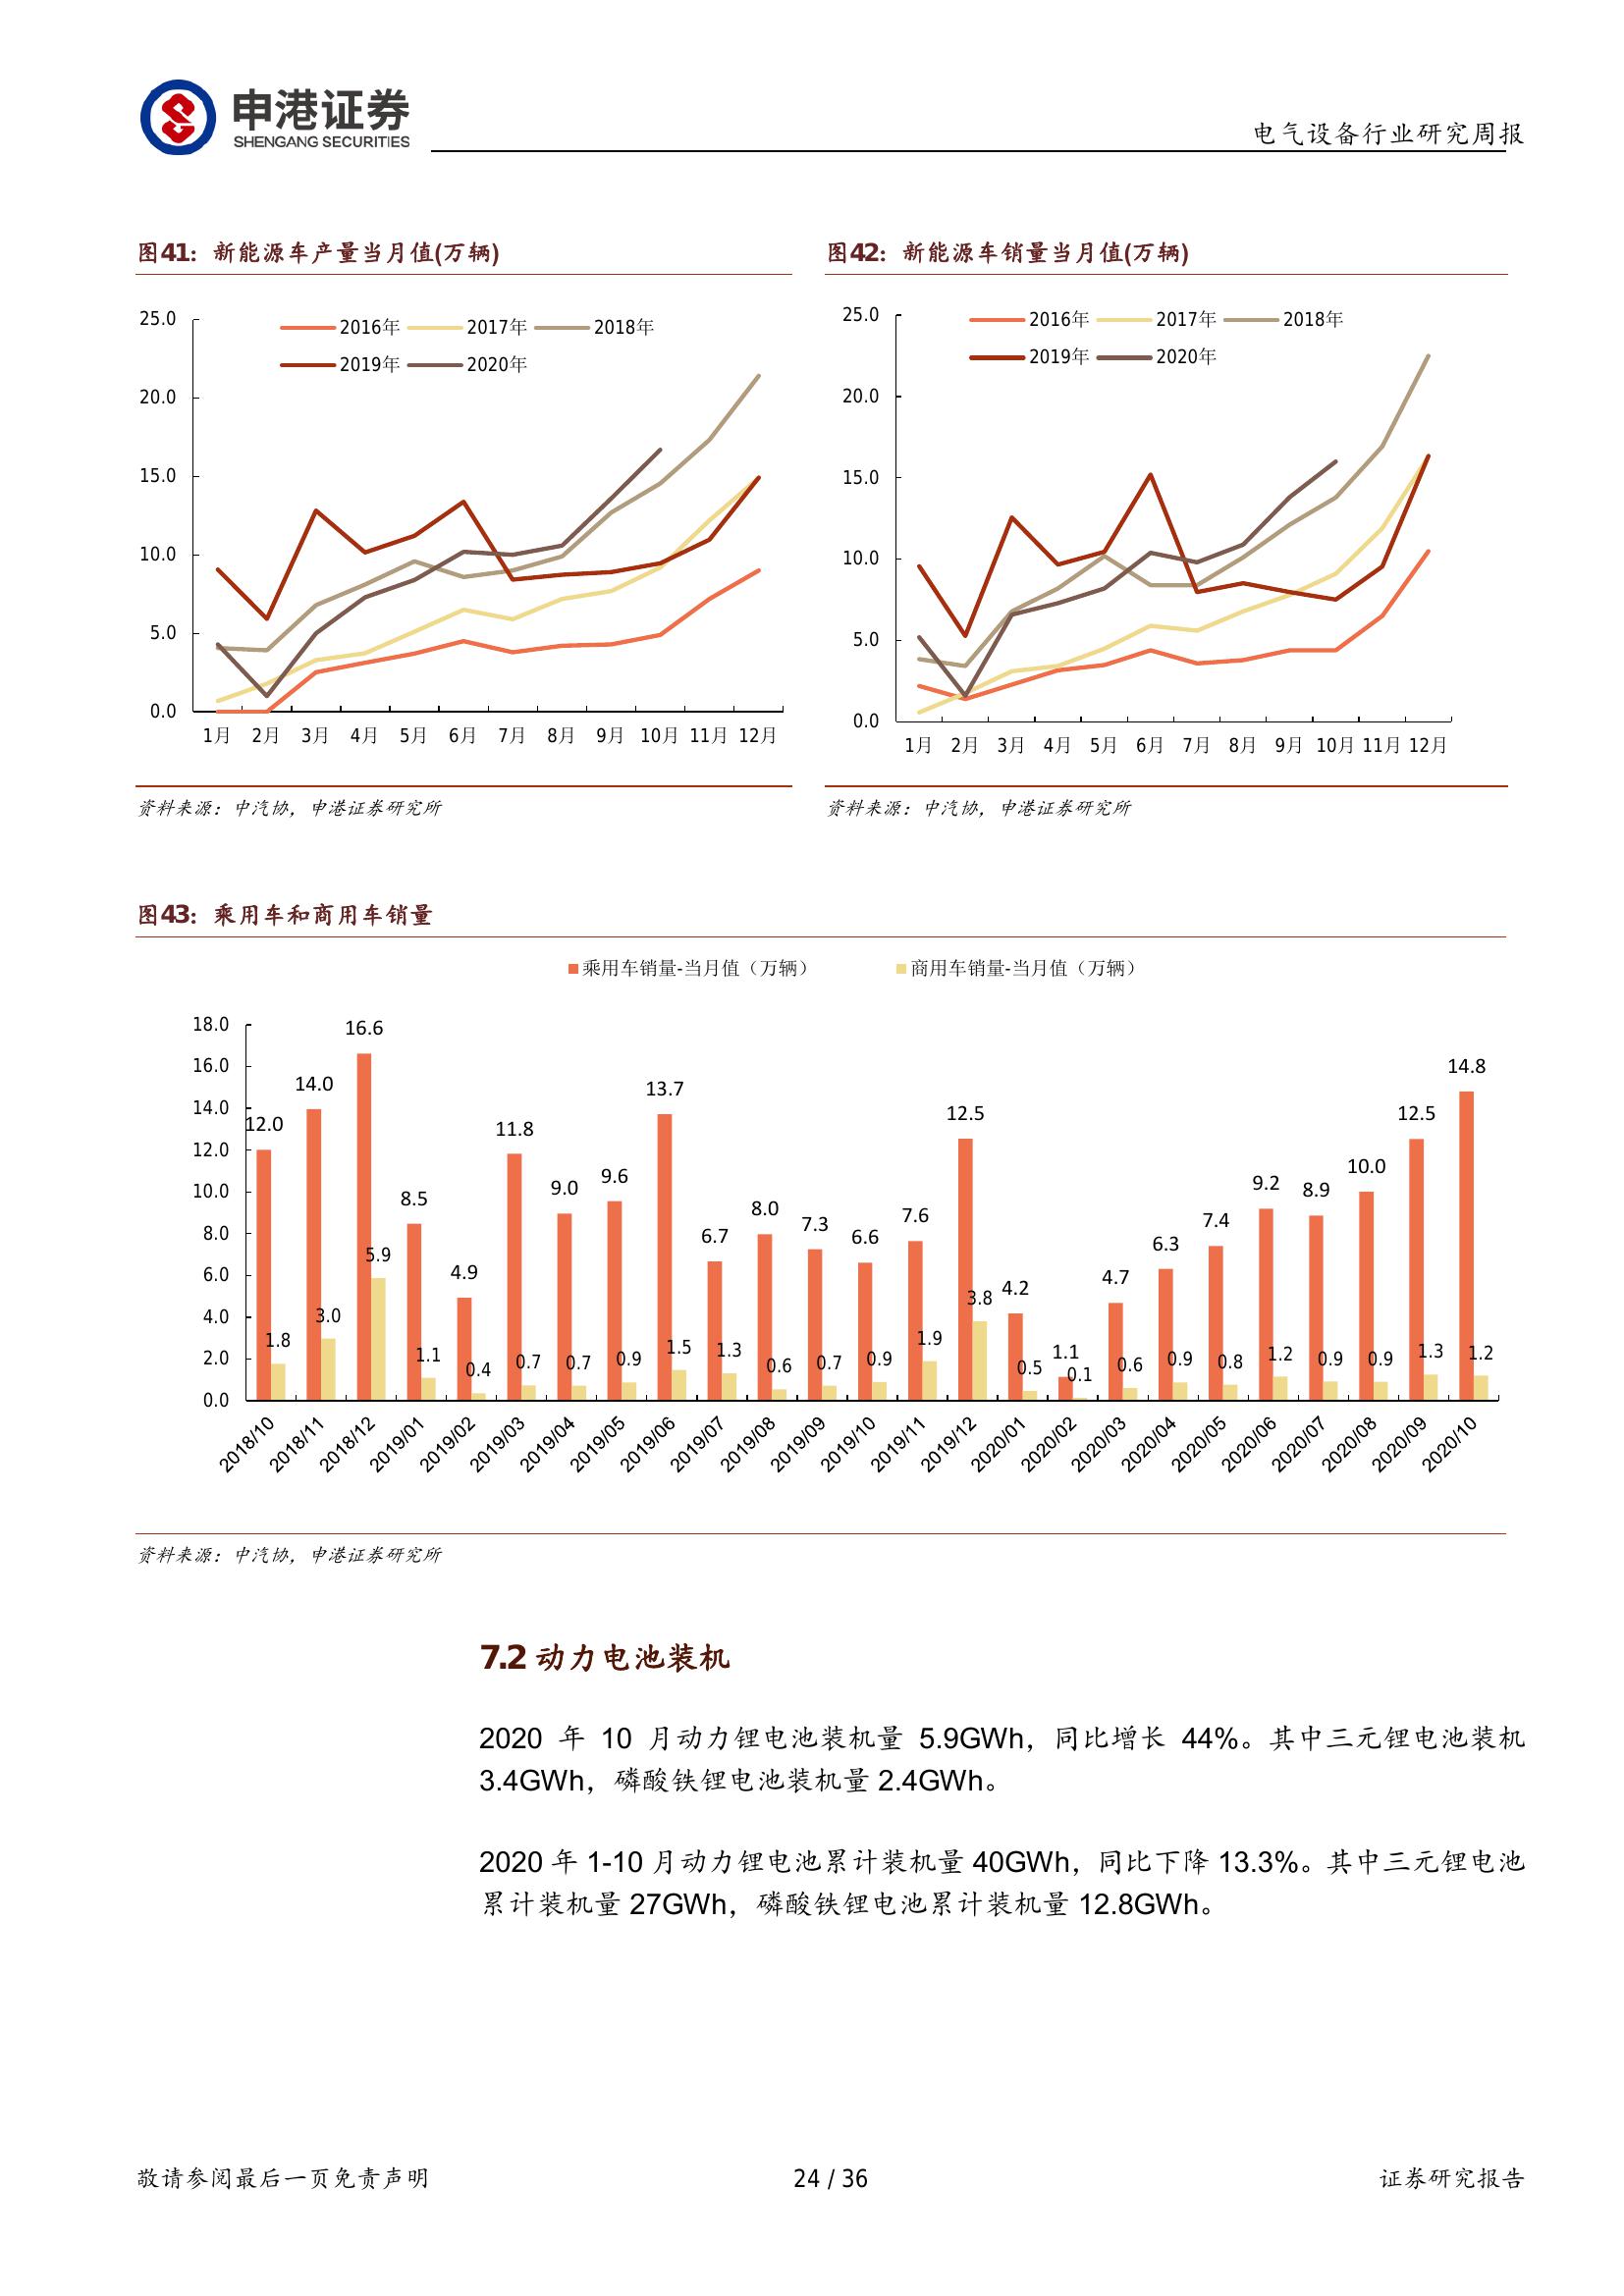 申港证券
SHENGANG SECURITIES
电气设备行业研究周报
图41：新能源车产量当月值(万辆)
25.0
20.0
15.0
10.0
5.0
0.0
2016年 2017年 2018年
2019年 2020年
1月 2月 3月 4月 5月 6月 7月 8月 9月 10月 11月 12月
资料来源：中汽协，申港证券研究所
图42：新能源车销量当月值(万辆)
25.0
20.0
15.0
10.0
5.0
0.0
2016年 2017年 2018年
2019年 2020年
1月 2月 3月 4月 5月 6月 7月 8月 9月 10月 11月 12月
资料来源：中汽协，申港证券研究所
图43：乘用车和商用车销量
乘用车销量-当月值（万辆） 商用车销量-当月值（万辆）
18.0
16.0
14.0
12.0
10.0
8.0
6.0
4.0
2.0
0.0
12.0 14.0 16.6 8.5 4.9 11.8 9.0 9.6 13.7 6.7 8.0 7.3 6.6 7.6 12.5 4.2 1.1 4.7 6.3 7.4 9.2 8.9 10.0 12.5 14.8
1.8 3.0 5.9 1.1 0.4 0.7 0.7 0.9 1.5 1.3 0.6 0.7 0.9 1.9 3.8 0.5 0.1 0.6 0.9 0.8 1.2 0.9 0.9 1.3 1.2
2018/10 2018/11 2018/12 2019/01 2019/02 2019/03 2019/04 2019/05 2019/06 2019/07 2019/08 2019/09 2019/10 2019/11 2019/12 2020/01 2020/02 2020/03 2020/04 2020/05 2020/06 2020/07 2020/08 2020/09 2020/10
资料来源：中汽协，申港证券研究所
7.2 动力电池装机
2020 年 10 月动力锂电池装机量 5.9GWh，同比增长 44%。其中三元锂电池装机
3.4GWh，磷酸铁锂电池装机量 2.4GWh。
2020 年 1-10 月动力锂电池累计装机量 40GWh，同比下降 13.3%。其中三元锂电池
累计装机量 27GWh，磷酸铁锂电池累计装机量 12.8GWh。
敬请参阅最后一页免责声明
24 / 36
证券研究报告